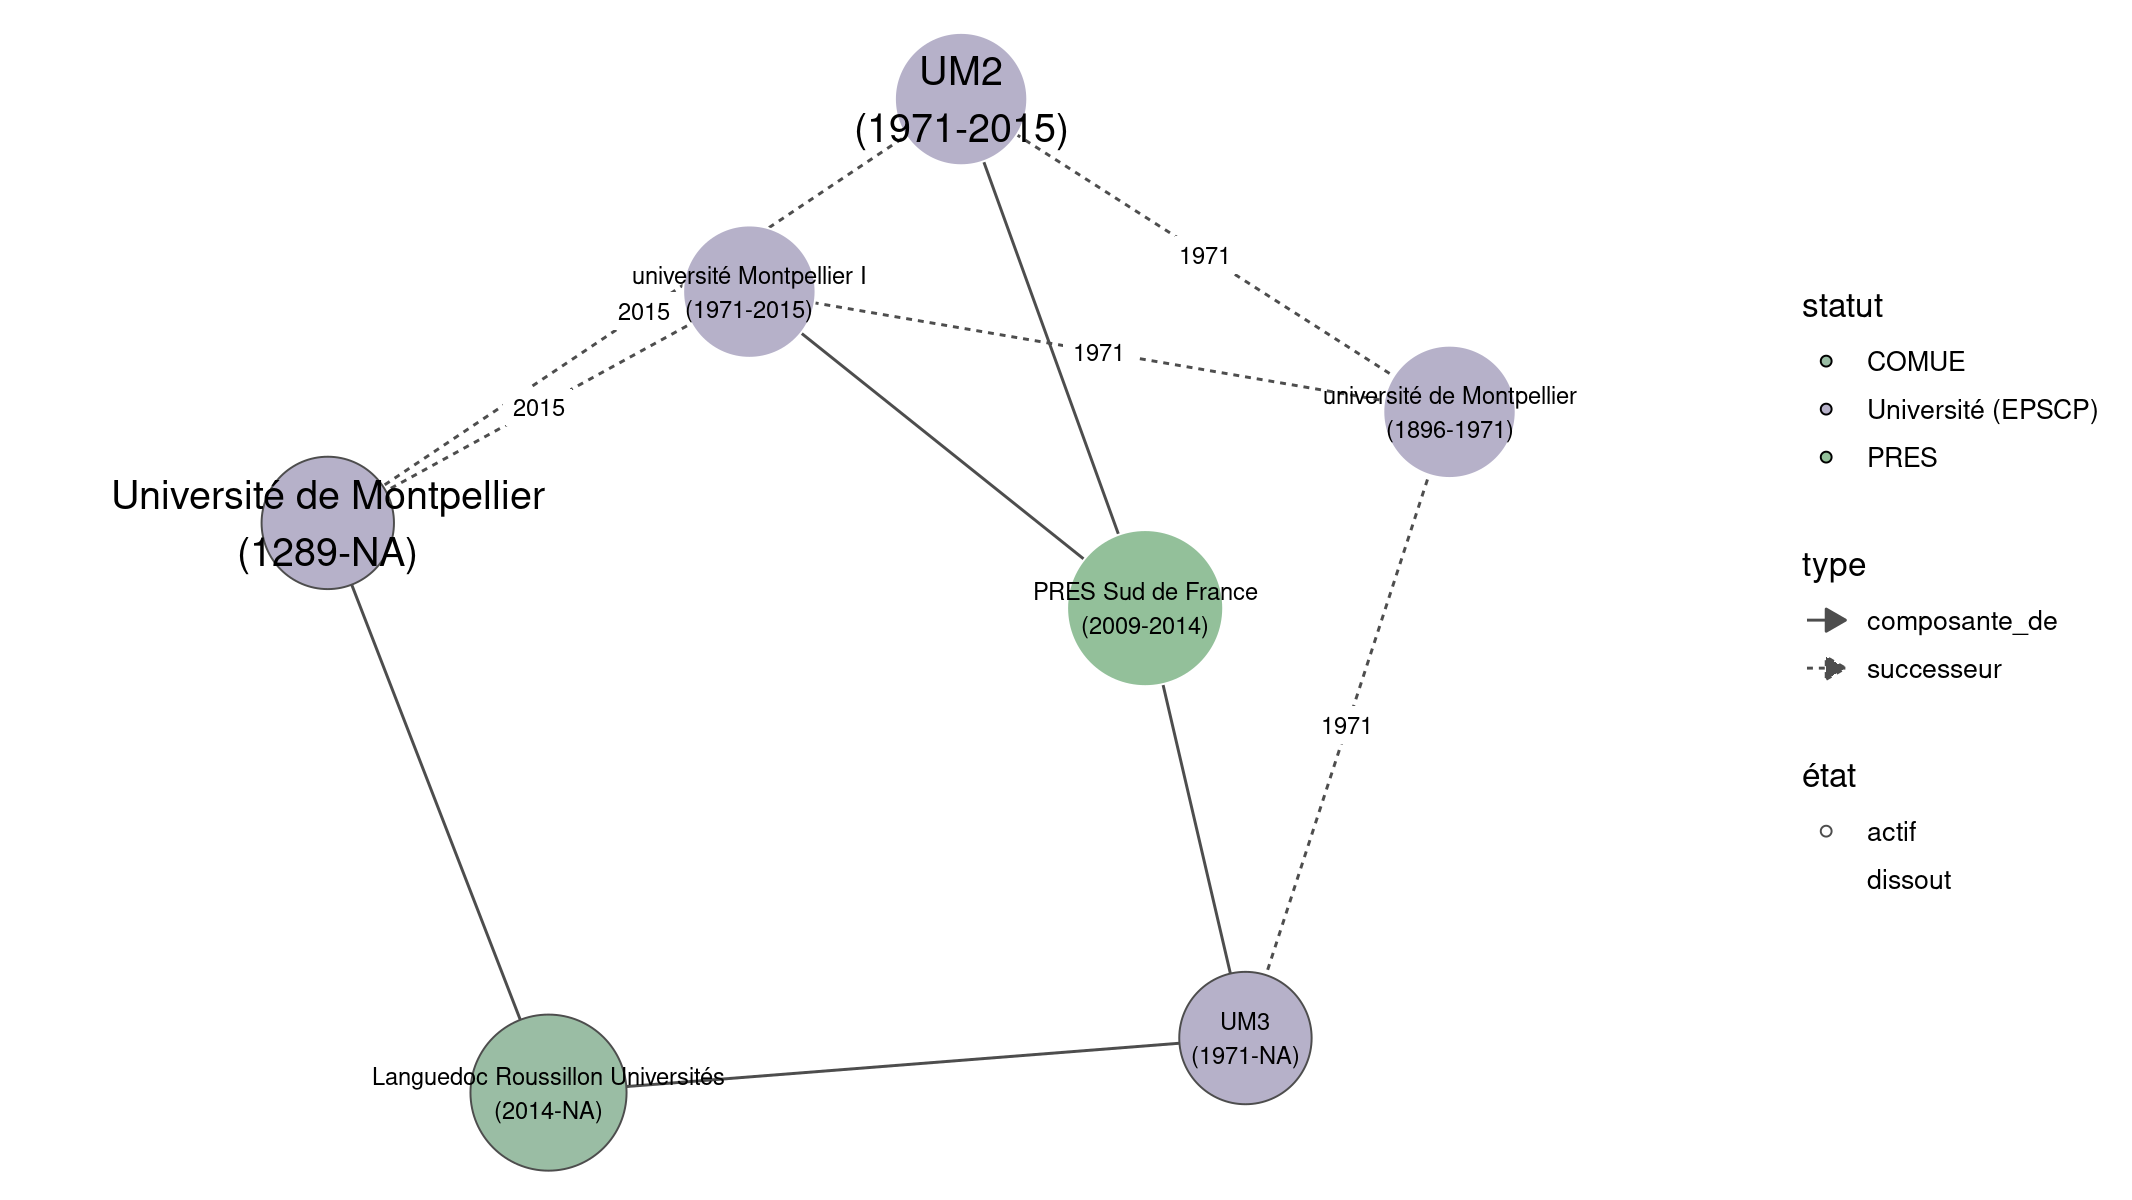 UM2
(1971-2015)
université Montpellier I
(1971-2015)
1971
2015
1971
2015
université de Montpellier
(1896-1971)
Université de Montpellier
(1289-NA)
PRES Sud de France
(2009-2014)
1971
UM3
(1971-NA)
Languedoc Roussillon Universités
(2014-NA)
statut
COMUE
Université (EPSCP)
PRES
type
composante_de
successeur
état
actif
dissout